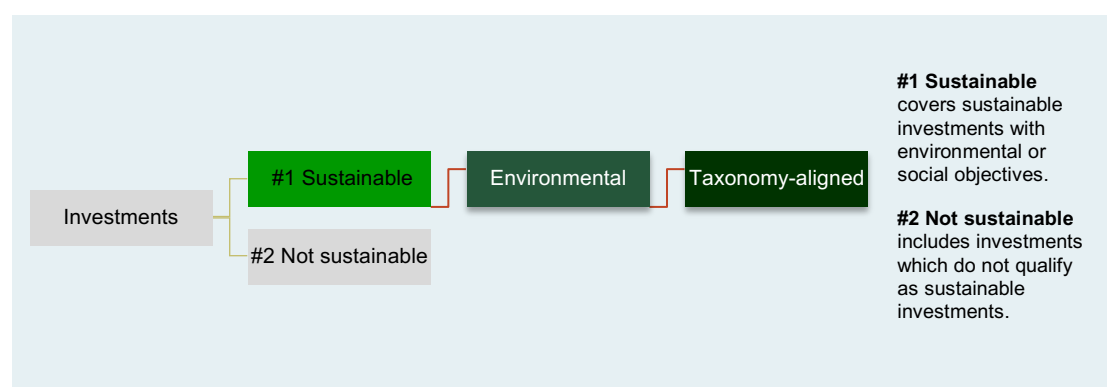 Investments
#1 Sustainable
#2 Not sustainable
Environmental
Taxonomy-aligned
#1 Sustainable
covers sustainable
investments with
environmental or
social objectives.
#2 Not sustainable
includes investments
which do not qualify
as sustainable
investments.